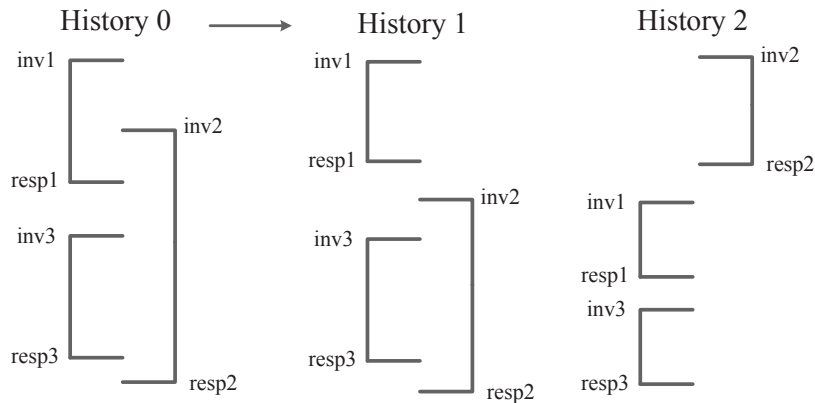 History 0
History 1
History 2
inv1
inv2
resp1
inv3
resp3
resp2
inv1
resp1
inv2
inv3
resp3
resp2
inv2
resp2
inv1
resp1
inv3
resp3